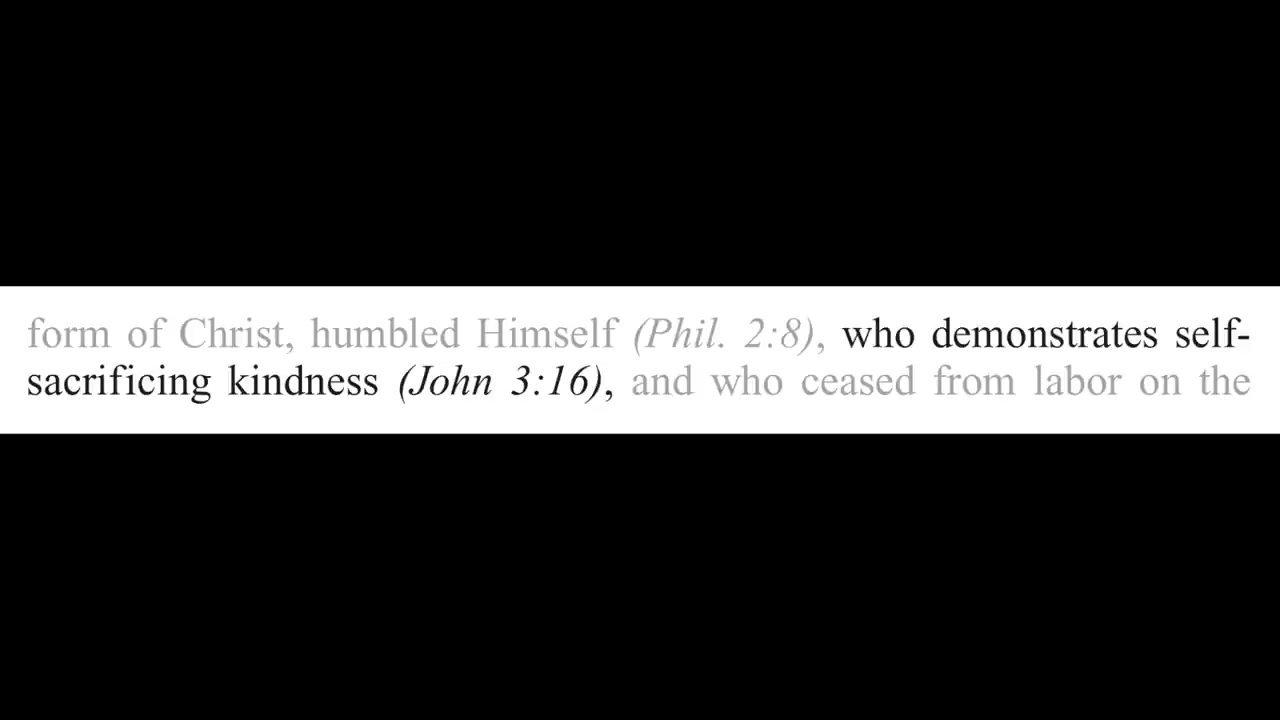 form of Christ, humbled Himself (Phil. 2:8), who demonstrates self-
sacrificing kindness (John 3:16), and who ceased from labor on the